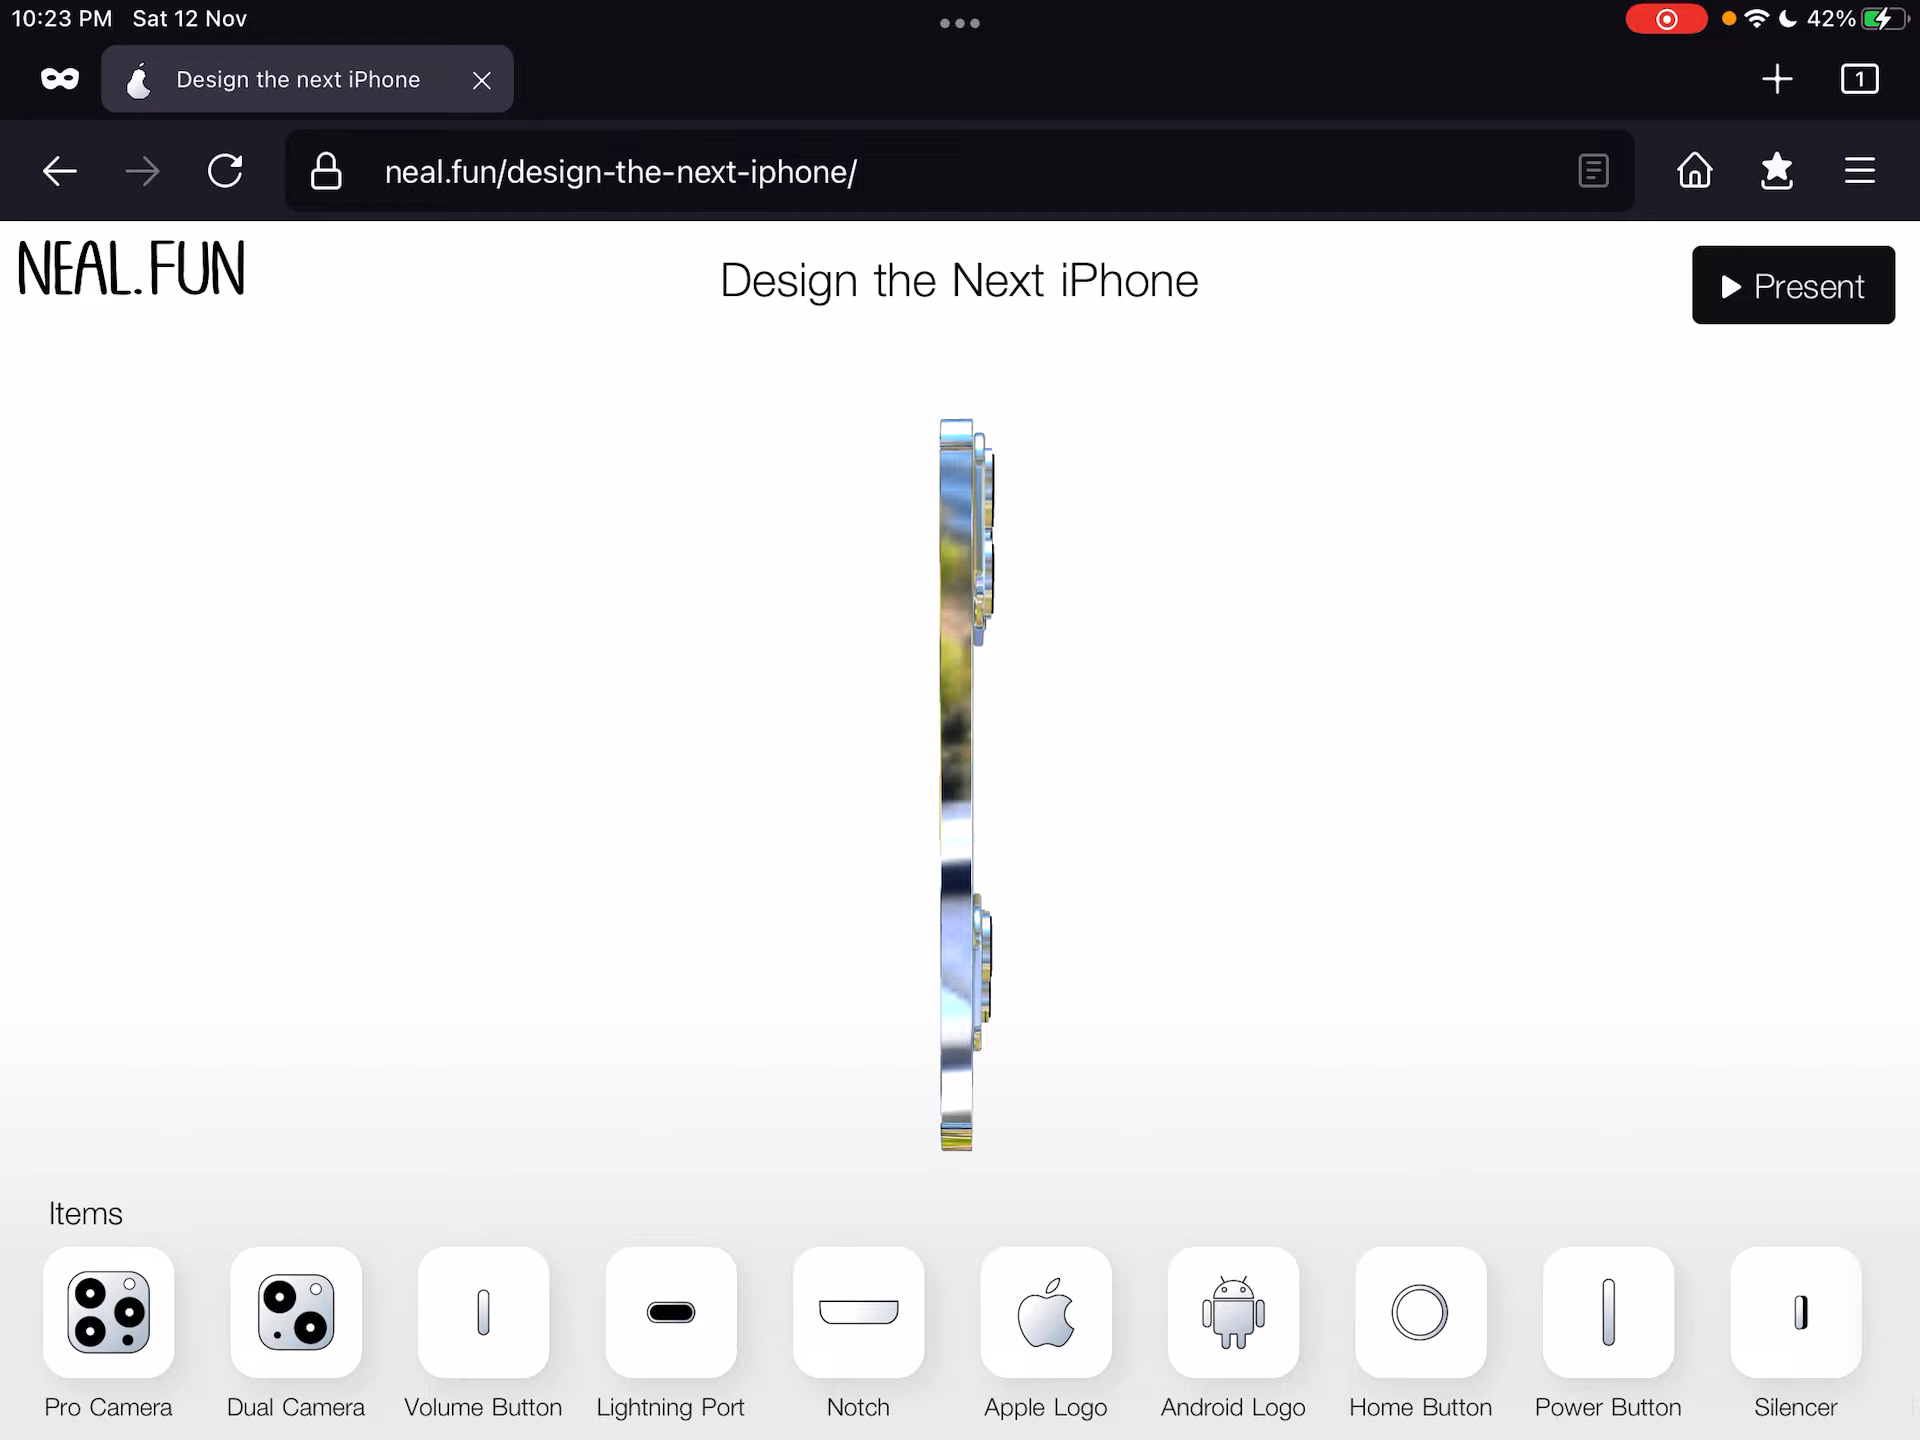 10:23 PM Sat 12 Nov
42%
Design the next iPhone
1
neal.fun/design-the-next-iphone/
NEAL.FUN
Design the Next iPhone
Present
Items
Pro Camera
Dual Camera
Volume Button
Lightning Port
Notch
Apple Logo
Android Logo
Home Button
Power Button
Silencer